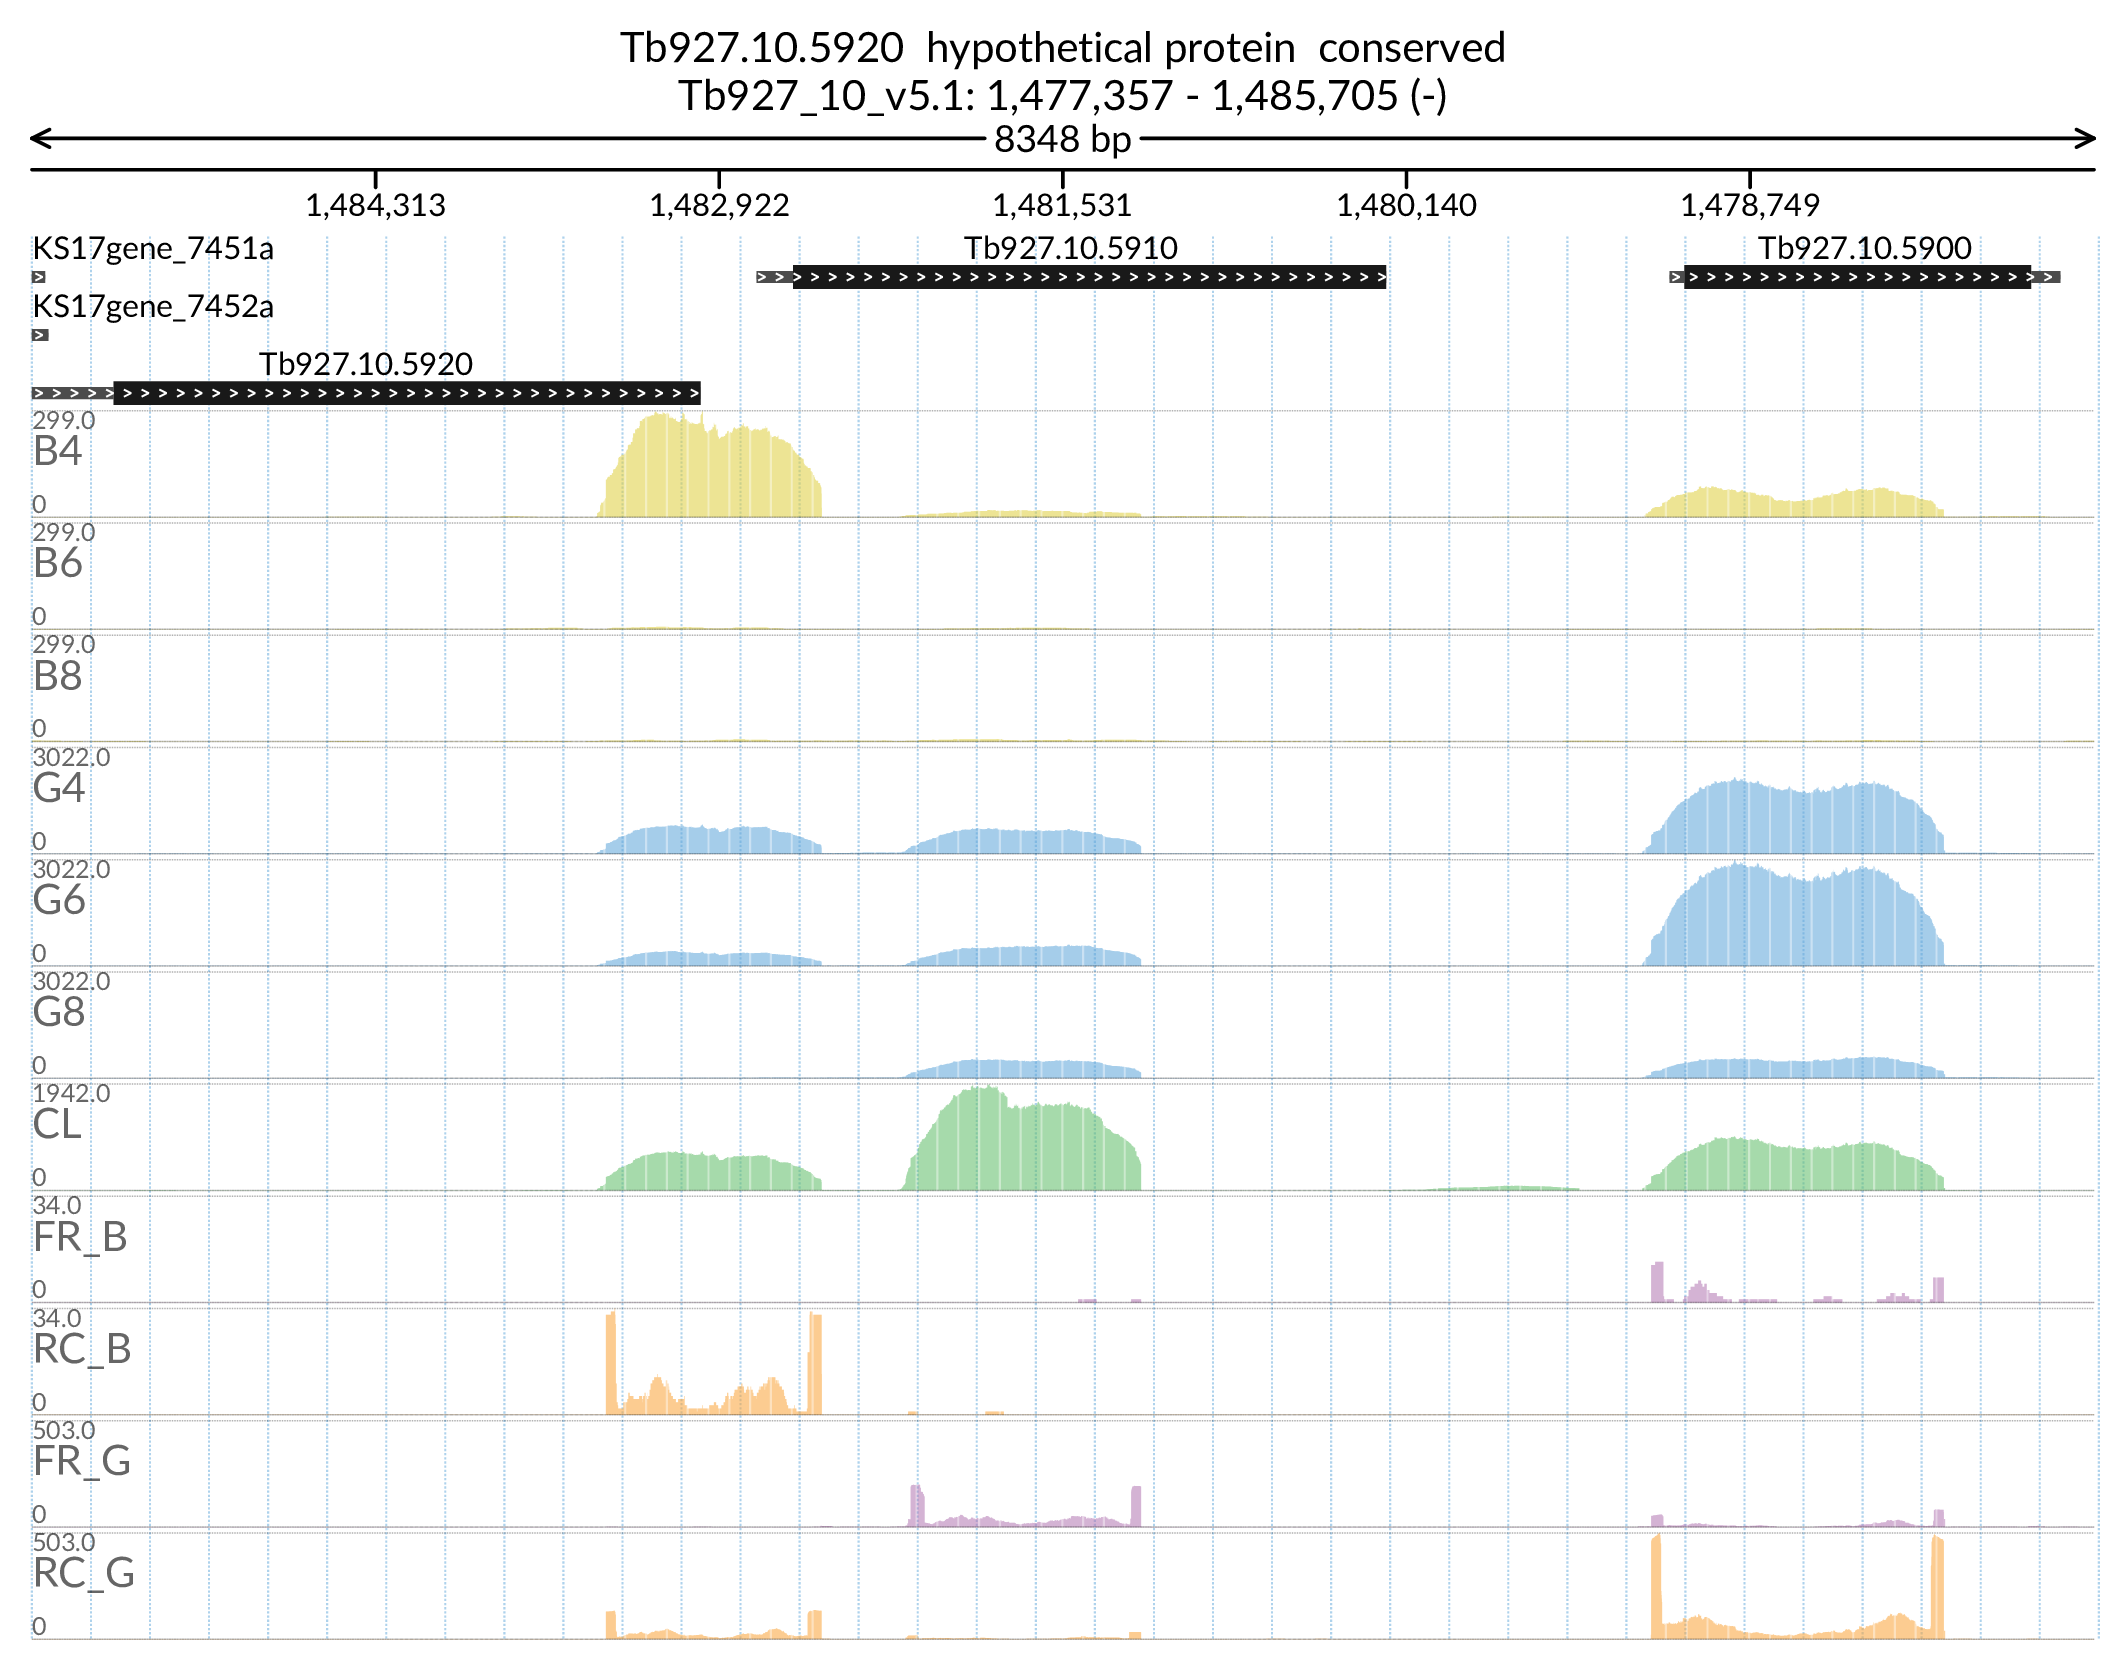 Tb927.10.5920  hypothetical protein  conserved
Tb927_10_v5.1: 1,477,357 - 1,485,705 (-)
8348 bp
1,484,313 1,482,922 1,481,531 1,480,140 1,478,749
KS17gene_7451a Tb927.10.5910 Tb927.10.5900
KS17gene_7452a
Tb927.10.5920
299.0
B4
0
299.0
B6
0
299.0
B8
0
3022.0
G4
0
3022.0
G6
0
3022.0
G8
0
1942.0
CL
0
34.0
FR_B
0
34.0
RC_B
0
503.0
FR_G
0
503.0
RC_G
0